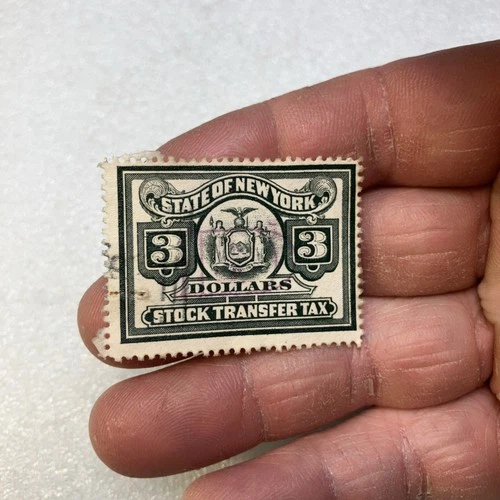 STATE OF NEW YORK
3 3
DOLLARS
STOCK TRANSFER TAX